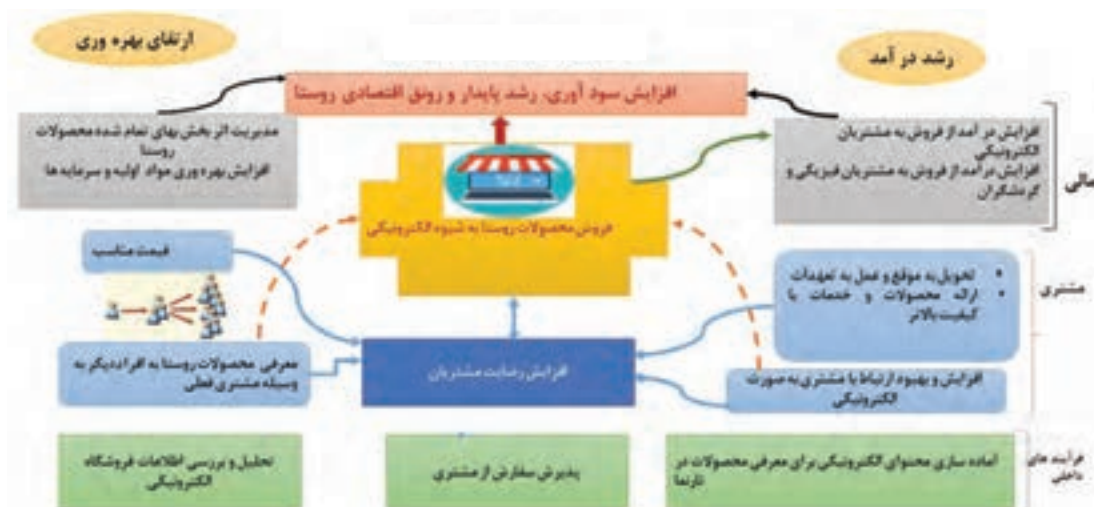 رشد در آمد
ارتقای بهره وری
افزایش سود آوری، رشد پایدار و رونق اقتصادی روستا
مالی
افزایش در آمد از فروش به مشتریان
الکترونیکی
افزایش درآمد از فروش به مشتریان فیزیکی و
گردشگران
مدیریت اثر بخش بهای تمام شده محصولات
روستا
افزایش بهره وری مواد اولیه و سرمایه ها
فروش محصولات روستا به شیوه الکترونیکی
مشتری
تحویل به موقع و عمل به تعهدات
ارائه محصولات و خدمات با
کیفیت بالاتر
قیمت مناسب
افزایش رضایت مشتریان
افزایش و بهبود ارتباط با مشتری به صورت
الکترونیکی
معرفی محصولات روستا به افراددیگر به
وسیله مشتری فعلی
فرآیند های
داخلی
آماده سازی محتوای الکترونیکی برای معرفی محصولات در
تارنما
پذیرش سفارش از مشتری
تحلیل و بررسی اطلاعات فروشگاه
الکترونیکی